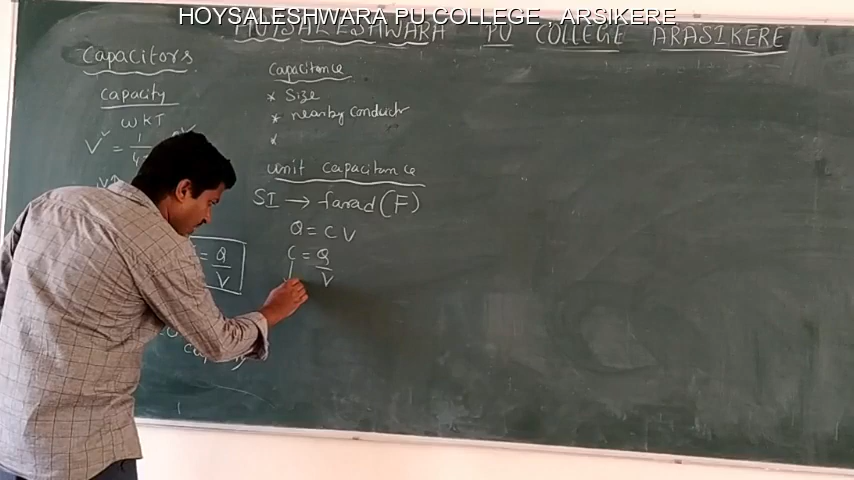 HOYSALESHWARA PU COLLEGE , ARSIKERE
HOYSALESHWARA PU COLLEGE ARASIKERE
Capacitors
Capacity
WKT
V = 1
Capacitance
* Size
* nearby conductor
*
unit capacitance
SI → farad (F)
Q = C V
C = Q/V
= Q/V